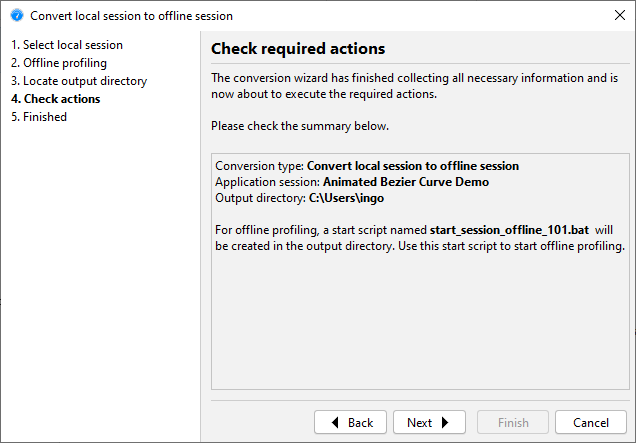 Convert local session to offline session
1. Select local session
2. Offline profiling
3. Locate output directory
4. Check actions
5. Finished
Check required actions
The conversion wizard has finished collecting all necessary information and is
now about to execute the required actions.
Please check the summary below.
Conversion type: Convert local session to offline session
Application session: Animated Bezier Curve Demo
Output directory: C:\Users\ingo
For offline profiling, a start script named start_session_offline_101.bat will
be created in the output directory. Use this start script to start offline profiling.
Back
Next
Finish
Cancel